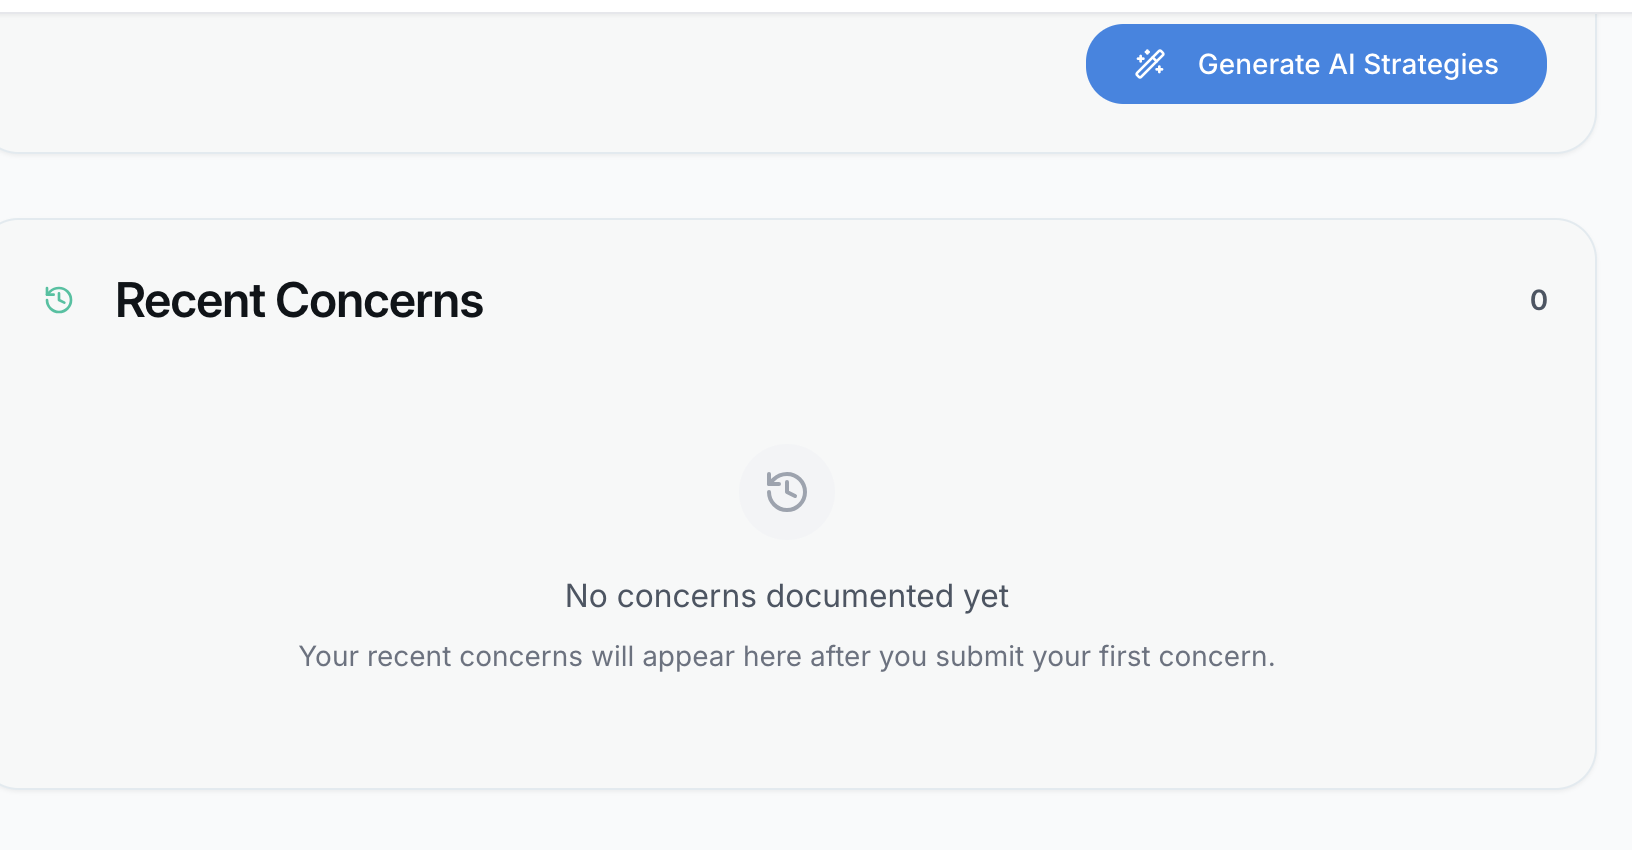 Generate AI Strategies
Recent Concerns
0
No concerns documented yet
Your recent concerns will appear here after you submit your first concern.